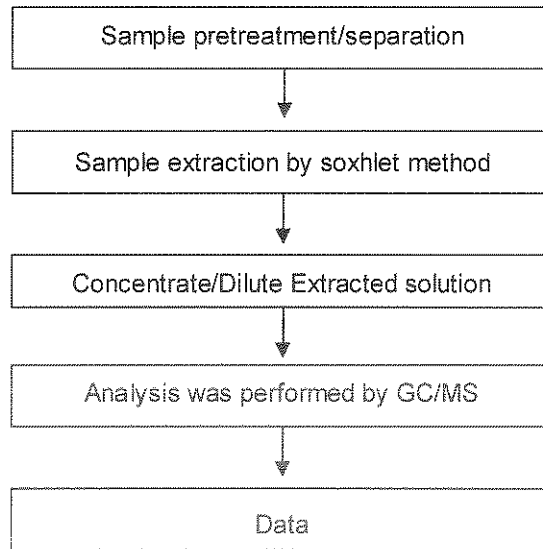 Sample pretreatment/separation
Sample extraction by soxhlet method
Concentrate/Dilute Extracted solution
Analysis was performed by GC/MS
Data